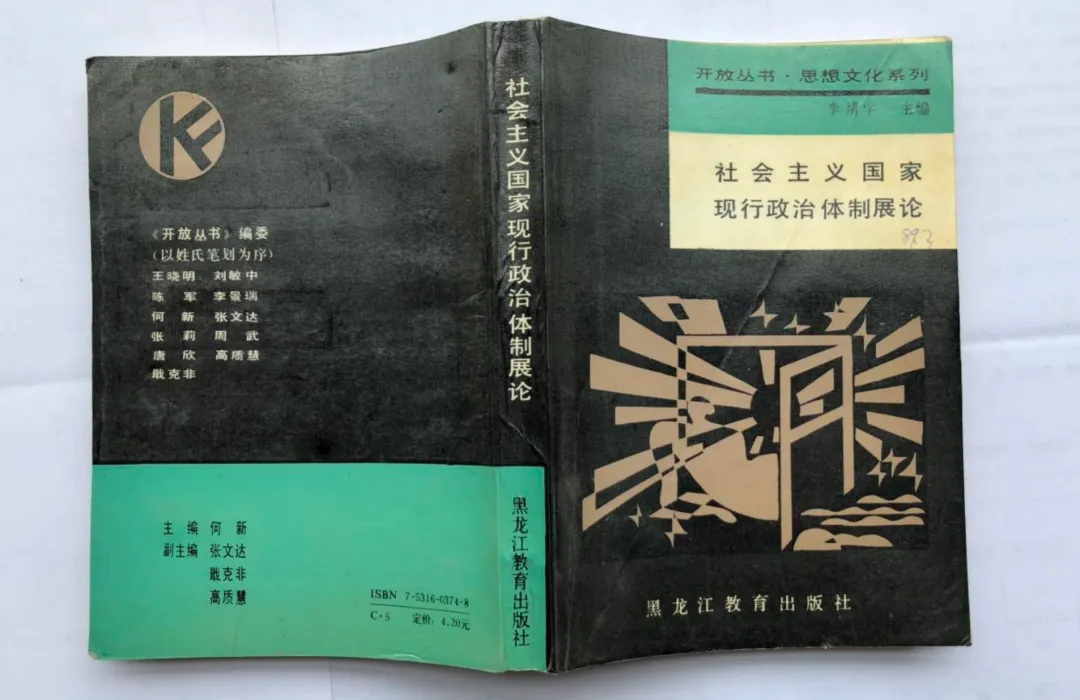 KF
《开放丛书》编委
(以姓氏笔划为序)
王晓明 刘敏中
陈军 李景瑞
何新 张文达
张莉 周武
唐欣 高质慧
戢克非
主编 何新
副主编 张文达
戢克非
高质慧
ISBN 7-5316-0374-8
C·5 定价:4.20元
社会主义国家现行政治体制展论
黑龙江教育出版社
开放丛书·思想文化系列
李靖宇 主编
社会主义国家
现行政治体制展论
黑龙江教育出版社